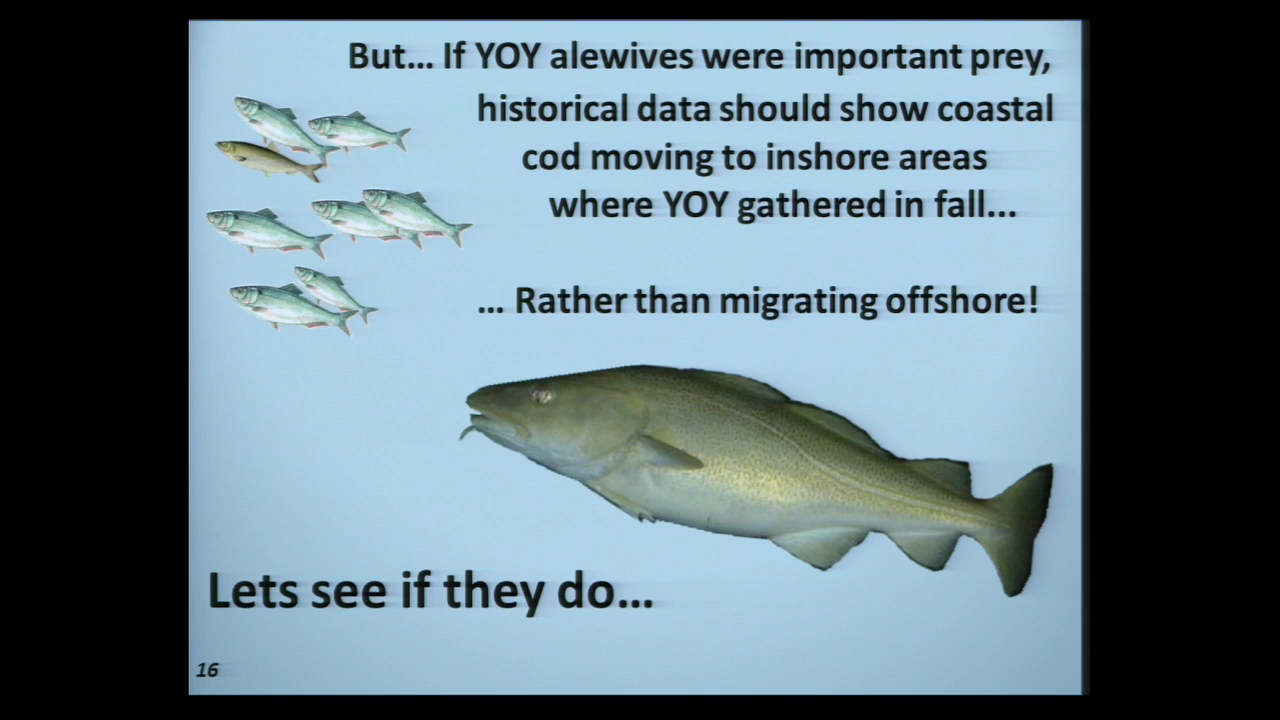 But... If YOY alewives were important prey,
historical data should show coastal
cod moving to inshore areas
where YOY gathered in fall...
... Rather than migrating offshore!
Lets see if they do...
16